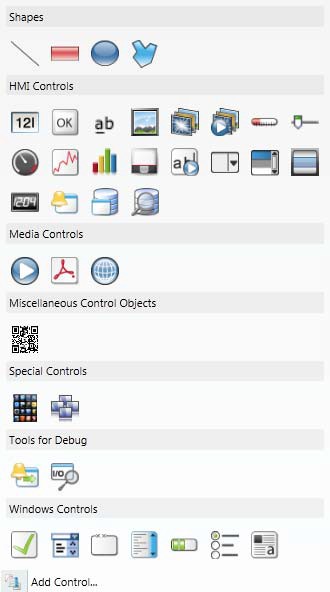 Shapes
HMI Controls
12I OK ab
ab
12:04
Media Controls
Miscellaneous Control Objects
Special Controls
Tools for Debug
I/O
Windows Controls
a
Add Control...